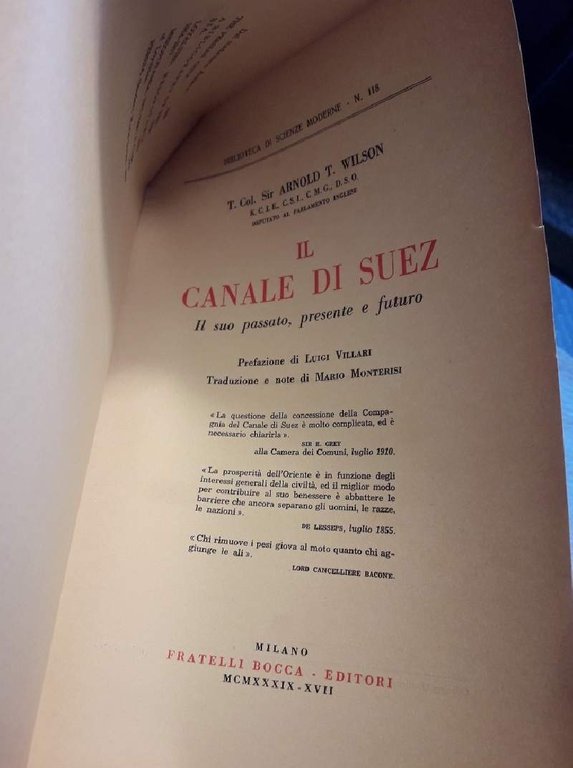 BIBLIOTECA DI SCIENZE MODERNE - N. 118
T. Col. Sir ARNOLD T. WILSON
K. C. I. E., C. S. I., C. M. G., D. S. O.
DEPUTATO AL PARLAMENTO INGLESE
IL
CANALE DI SUEZ
Il suo passato, presente e futuro
Prefazione di LUIGI VILLARI
Traduzione e note di MARIO MONTERISI
« La questione della concessione della Compa-
gnia del Canale di Suez è molto complicata, ed è
necessario chiarirla ».
SIR E. GREY
alla Camera dei Comuni, luglio 1910.
« La prosperità dell'Oriente è in funzione degli
interessi generali della civiltà, ed il miglior modo
per contribuire al suo benessere è abbattere le
barriere che ancora separano gli uomini, le razze,
le nazioni ».
DE LESSEPS, luglio 1855.
« Chi rimuove i pesi giova al moto quanto chi ag-
giunge le ali ».
LORD CANCELLIERE BACONE.
MILANO
FRATELLI BOCCA - EDITORI
MCMXXXIX-XVII